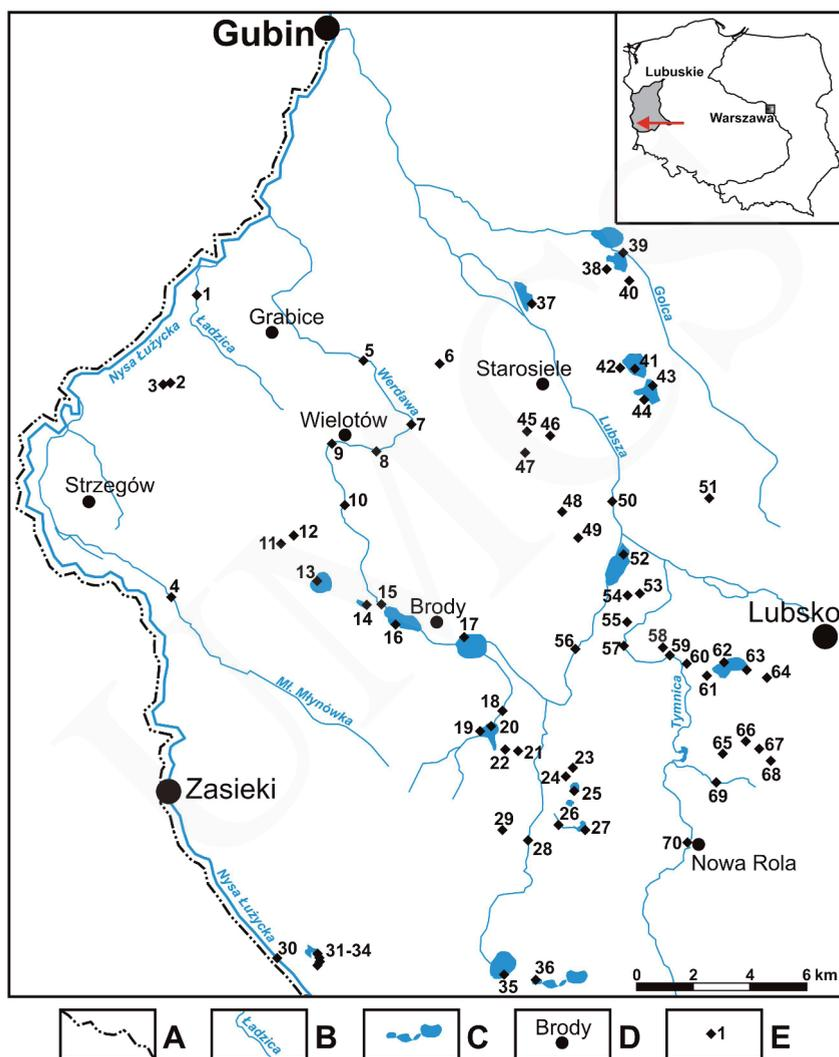 Gubin
Lubuskie
Warszawa
39
38
40
Golca
37
1
Ładzica
Nysa Łużycka
Grabice
5
6
Starosiele
42
41
43
44
3
2
Werdawa
Wielotów
7
45
46
Lubsza
9
8
47
Strzegów
10
48
50
51
12
11
49
13
52
4
14
15
Brody
54
53
16
17
55
Lubsko
56
57
58
59
60
62
63
61
64
Mł. Młynówka
18
Tymnica
19
20
22
21
23
24
66
65
67
68
Zasieki
25
69
29
26
27
28
70
Nowa Rola
Nysa Łużycka
30
31-34
35
36
0
2
4
6 km
A
Ładzica
B
C
Brody
D
1
E
UMCS